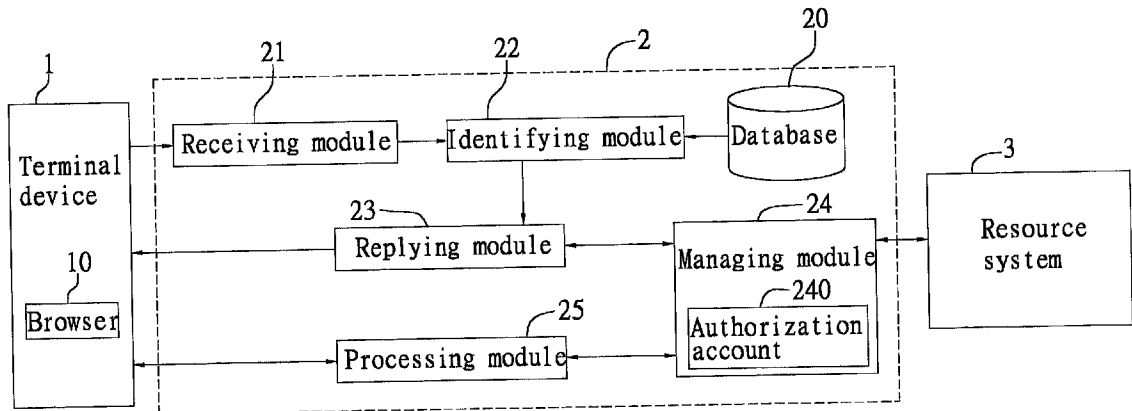 1
Terminal
device
10
Browser
2
21
Receiving module
22
Identifying module
20
Database
23
Replying module
24
Managing module
240
Authorization
account
25
Processing module
3
Resource
system